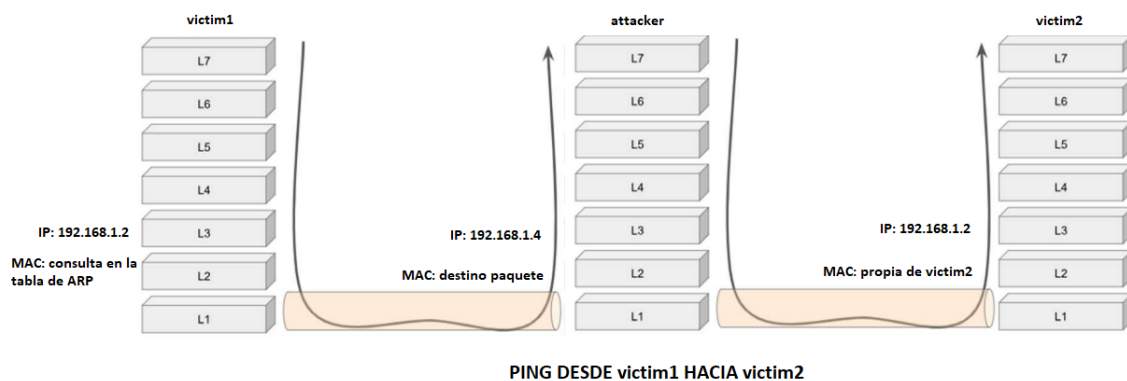 victim1
attacker
victim2
L7
L6
L5
L4
L3
L2
L1
IP: 192.168.1.2
MAC: consulta en la
tabla de ARP
IP: 192.168.1.4
MAC: destino paquete
L7
L6
L5
L4
L3
L2
L1
IP: 192.168.1.2
MAC: propia de victim2
L7
L6
L5
L4
L3
L2
L1
PING DESDE victim1 HACIA victim2